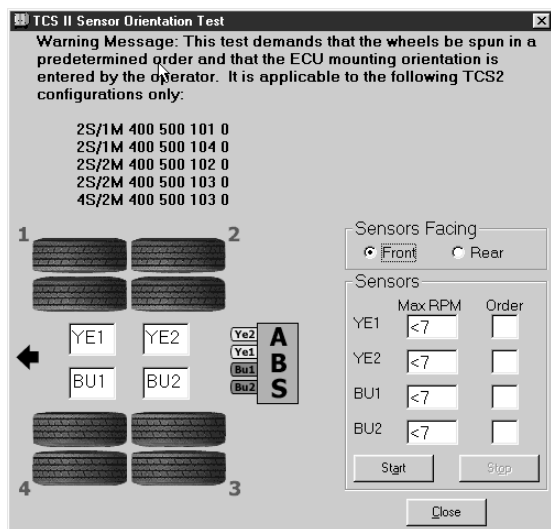 TCS II Sensor Orientation Test
Warning Message: This test demands that the wheels be spun in a
predetermined order and that the ECU mounting orientation is
entered by the operator. It is applicable to the following TCS2
configurations only:
2S/1M 400 500 101 0
2S/1M 400 500 104 0
2S/2M 400 500 102 0
2S/2M 400 500 103 0
4S/2M 400 500 103 0
1 2
YE1 YE2
BU1 BU2
4 3
Ye2
Ye1
Bu1
Bu2
A
B
S
Sensors Facing
Front Rear
Sensors
Max RPM Order
YE1 <7
YE2 <7
BU1 <7
BU2 <7
Start Stop
Close